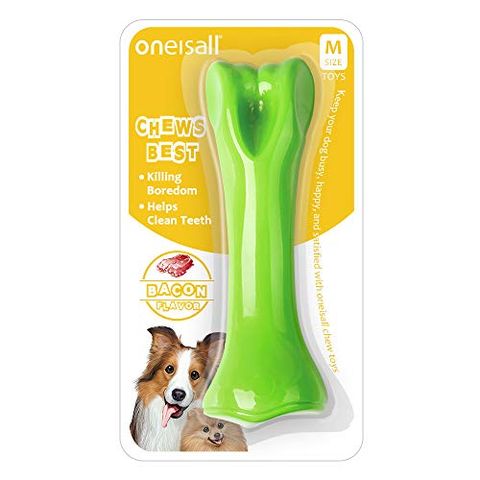 oneisall
M
SIZE
TOYS
CHEWS
BEST
• Killing
Boredom
• Helps
Clean Teeth
BACON
FLAVOR
Keep your dog busy, happy, and satisfied with oneisall chew toys